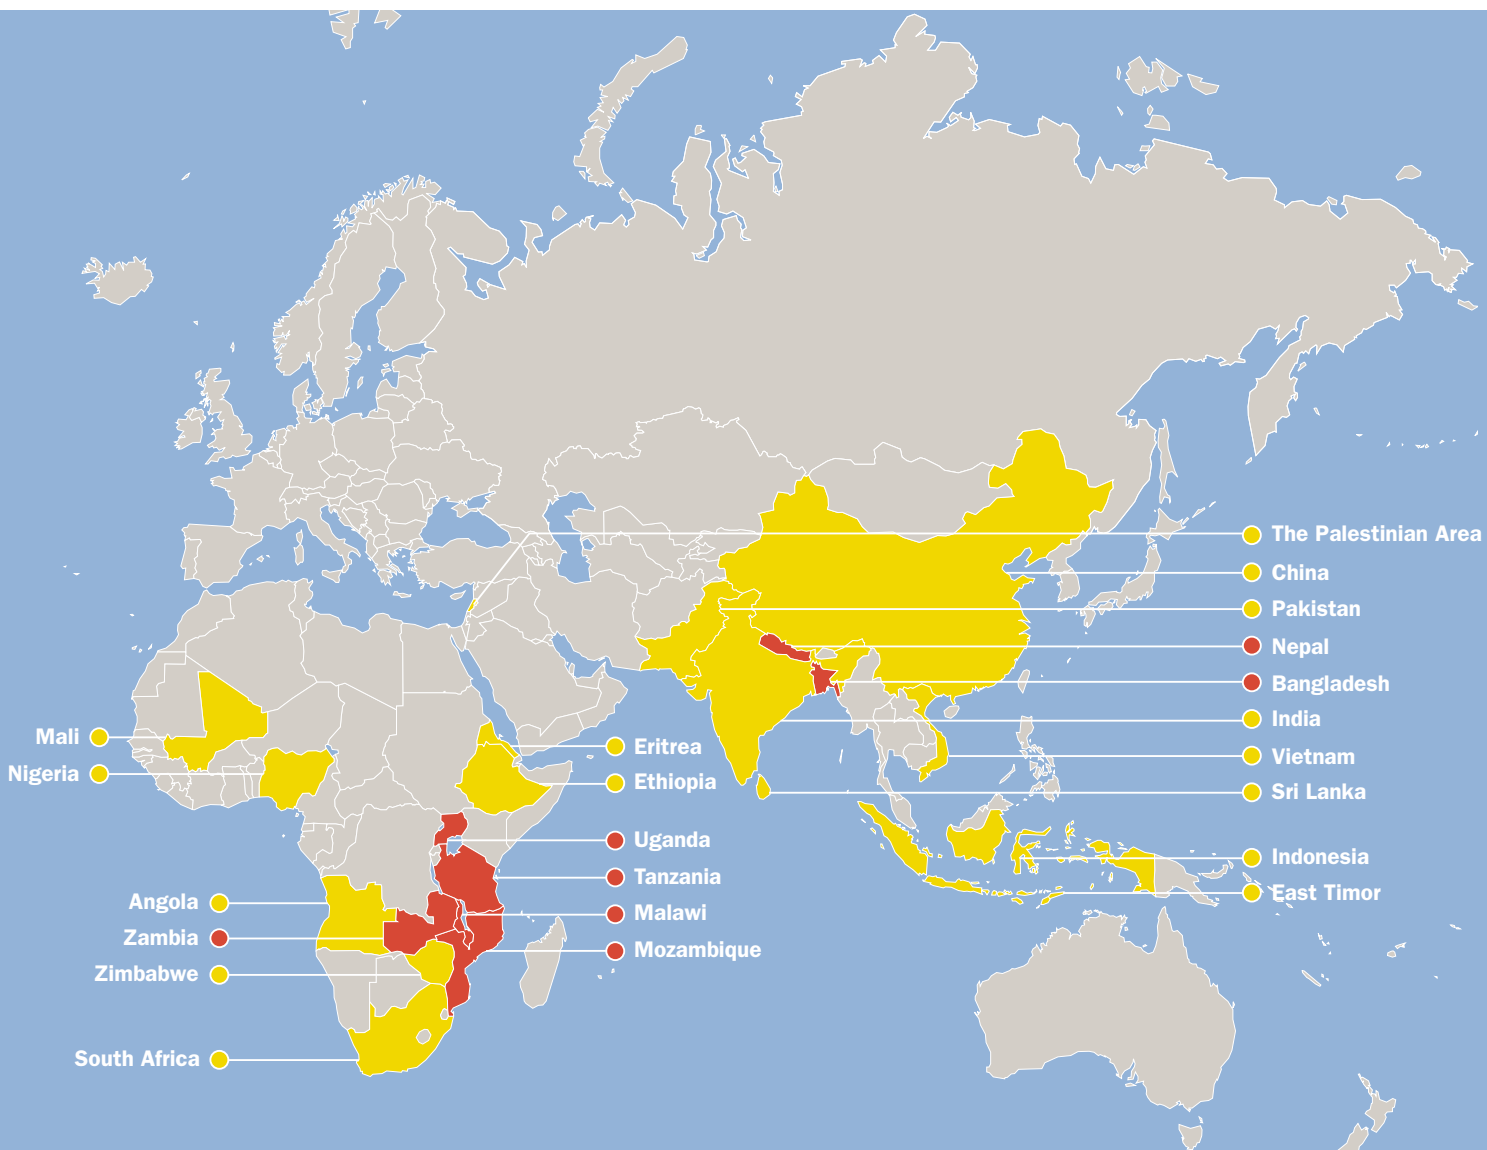 Mali
Nigeria
Angola
Zambia
Zimbabwe
South Africa
Eritrea
Ethiopia
Uganda
Tanzania
Malawi
Mozambique
The Palestinian Area
China
Pakistan
Nepal
Bangladesh
India
Vietnam
Sri Lanka
Indonesia
East Timor